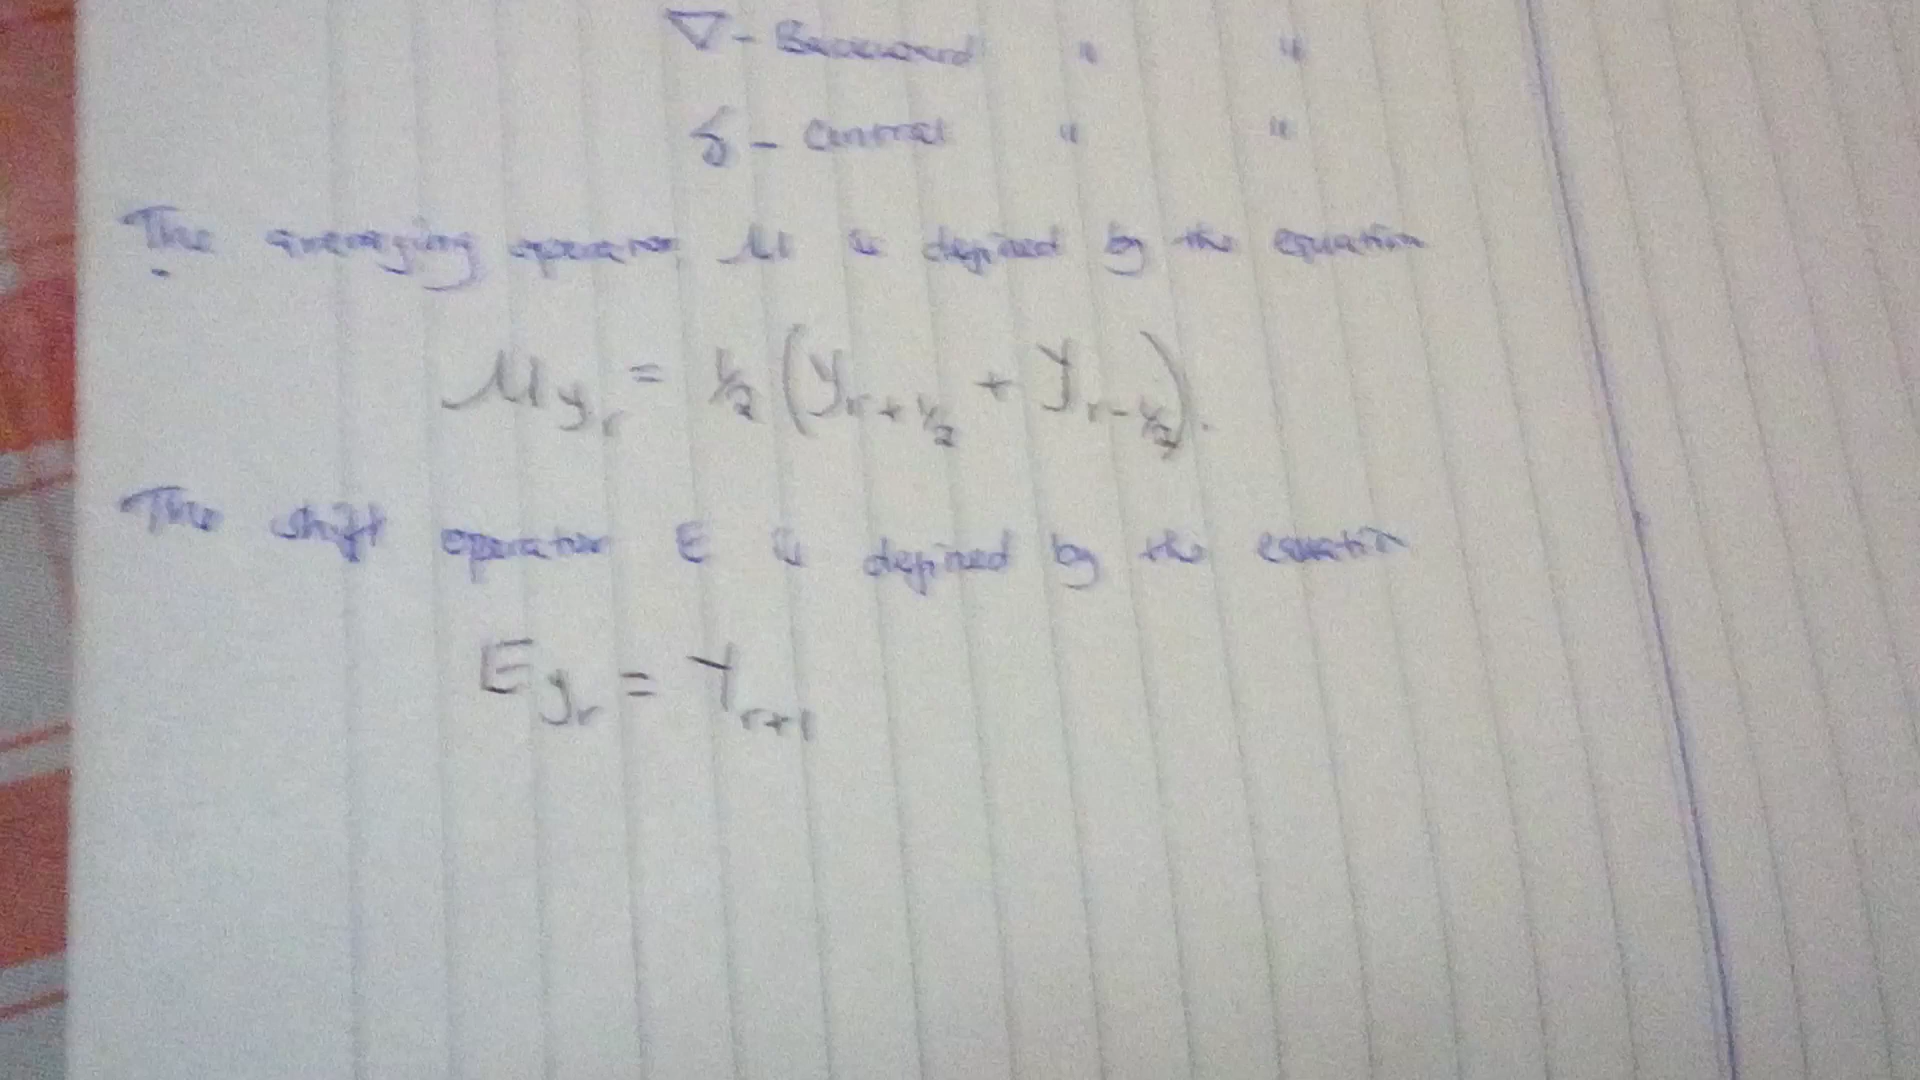 ∇ - Backward " "
δ - Central " "
The averaging operator μ is defined by the equation
μy_r = ½ (y_{r+½} + y_{r-½}).
The shift operator E is defined by the equation
Ey_r = y_{r+1}